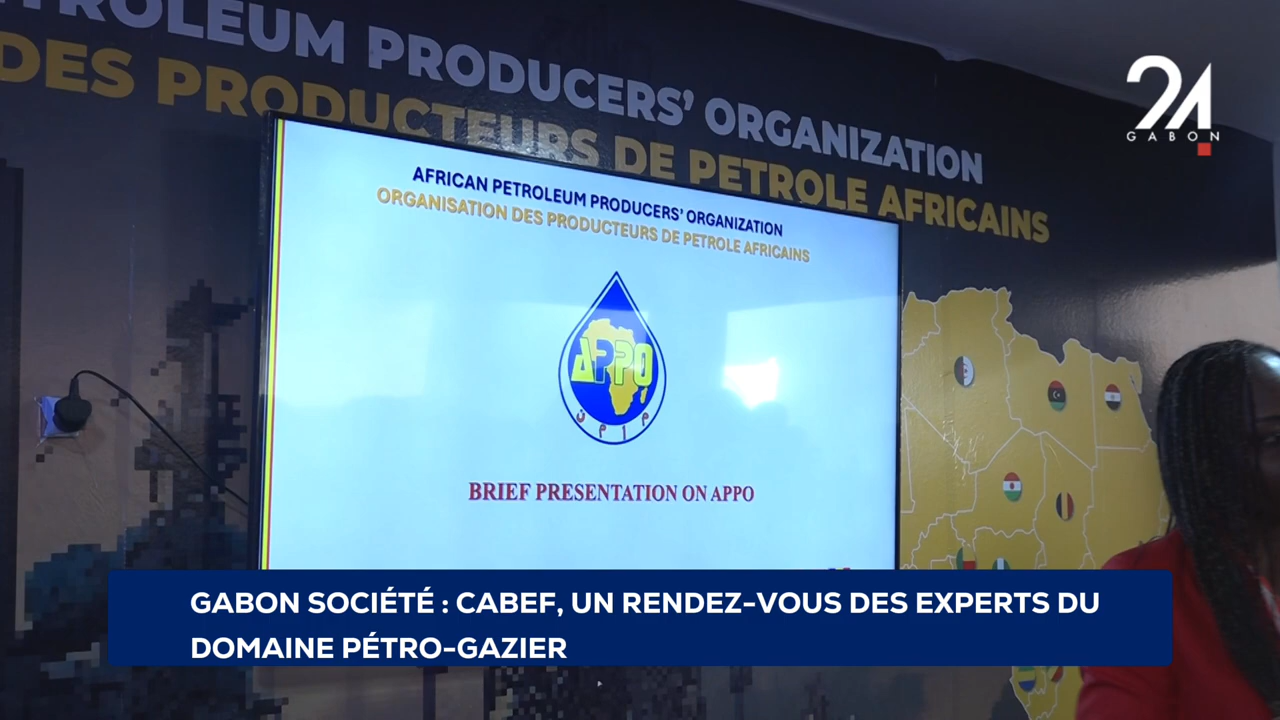 PETROLEUM PRODUCERS' ORGANIZATION
DES PRODUCTEURS DE PETROLE AFRICAINS
24
GABON
AFRICAN PETROLEUM PRODUCERS' ORGANIZATION
ORGANISATION DES PRODUCTEURS DE PETROLE AFRICAINS
APPO
BRIEF PRESENTATION ON APPO
GABON SOCIÉTÉ : CABEF, UN RENDEZ-VOUS DES EXPERTS DU
DOMAINE PÉTRO-GAZIER